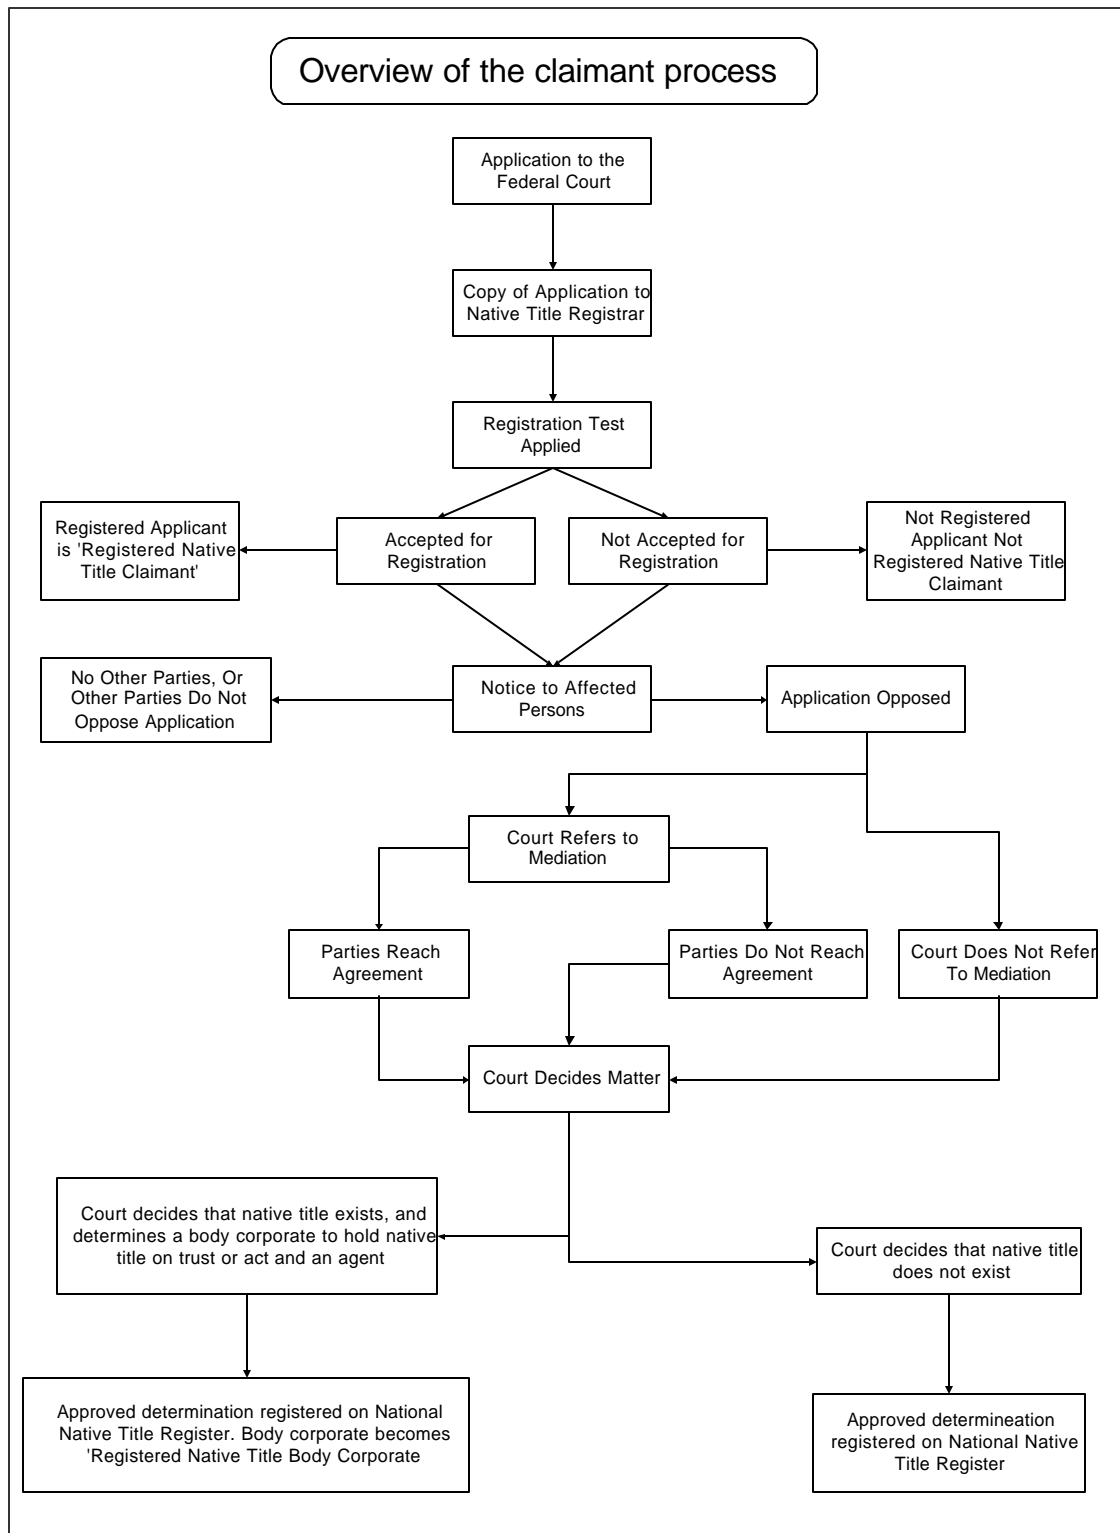 Overview of the claimant process
Application to the
Federal Court
Copy of Application to
Native Title Registrar
Registration Test
Applied
Registered Applicant
is 'Registered Native
Title Claimant'
Accepted for
Registration
Not Accepted for
Registration
Not Registered
Applicant Not
Registered Native Title
Claimant
No Other Parties, Or
Other Parties Do Not
Oppose Application
Notice to Affected
Persons
Application Opposed
Court Refers to
Mediation
Parties Reach
Agreement
Parties Do Not Reach
Agreement
Court Does Not Refer
To Mediation
Court Decides Matter
Court decides that native title exists, and
determines a body corporate to hold native
title on trust or act and an agent
Court decides that native title
does not exist
Approved determination registered on National
Native Title Register. Body corporate becomes
'Registered Native Title Body Corporate
Approved determineation
registered on National Native
Title Register